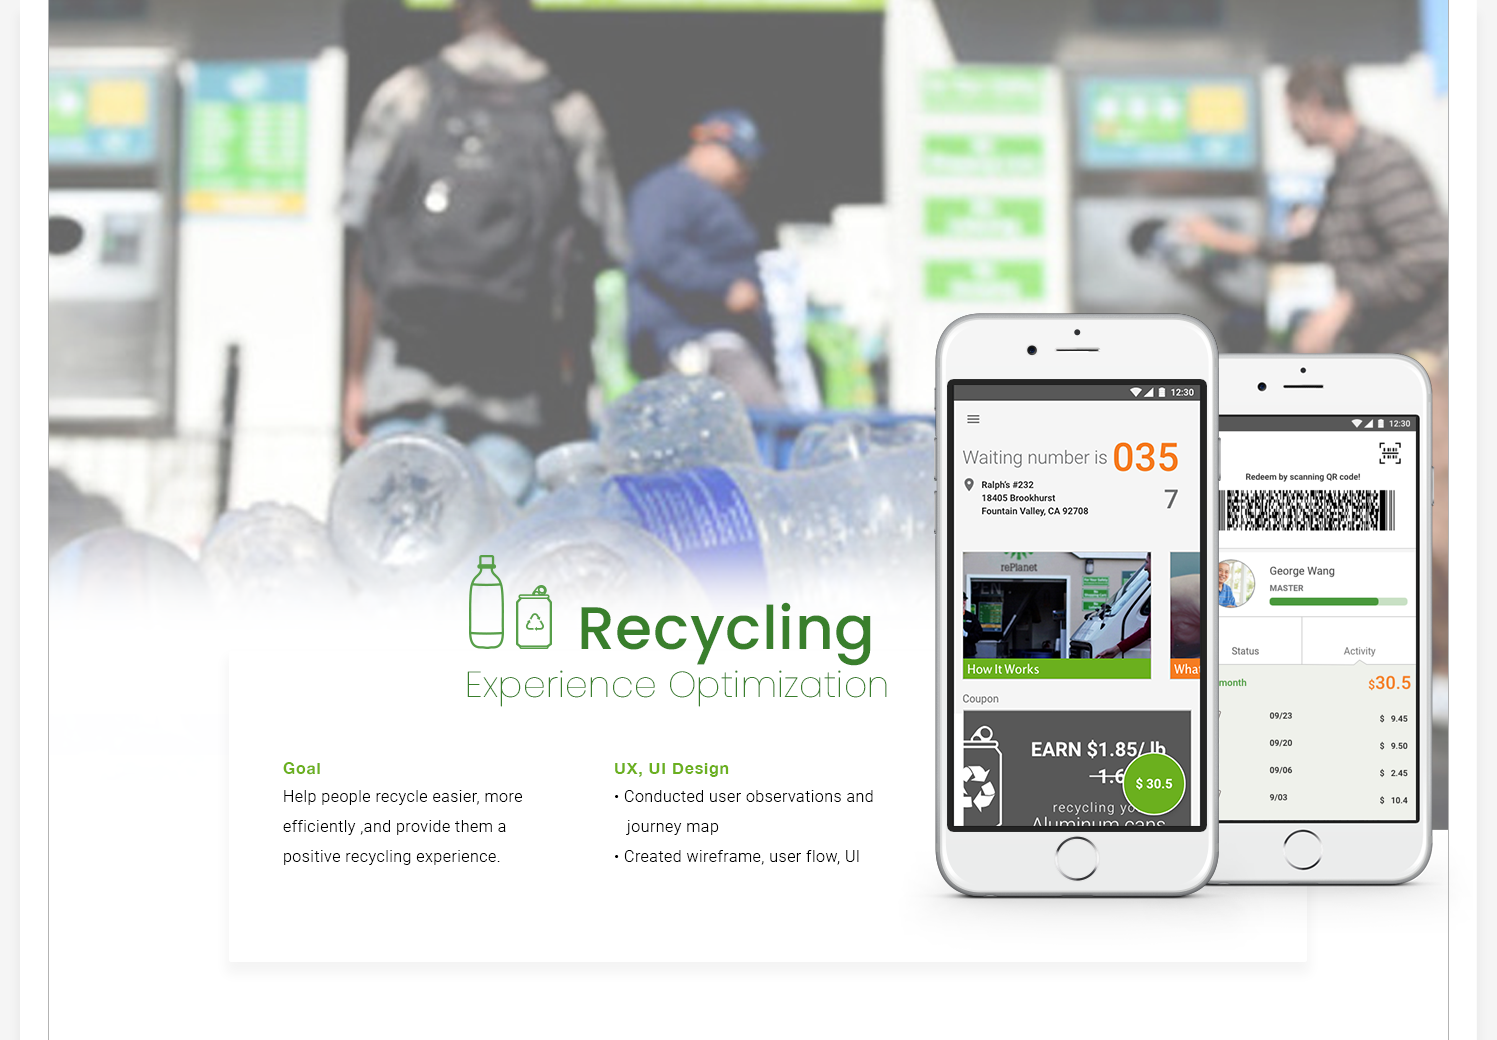 Recycling
Experience Optimization
Goal
Help people recycle easier, more
efficiently ,and provide them a
positive recycling experience.
UX, UI Design
• Conducted user observations and
journey map
• Created wireframe, user flow, UI
12:30
Waiting number is 035
Ralph's #232
18405 Brookhurst
Fountain Valley, CA 92708
7
rePlanet
How It Works
Coupon
EARN $1.85/ lb
$ 30.5
recycling
Aluminum cans
12:30
Redeem by scanning QR code!
George Wang
MASTER
Status
Activity
month
$30.5
09/23
$ 9.45
09/20
$ 9.50
09/06
$ 2.45
9/03
$ 10.4